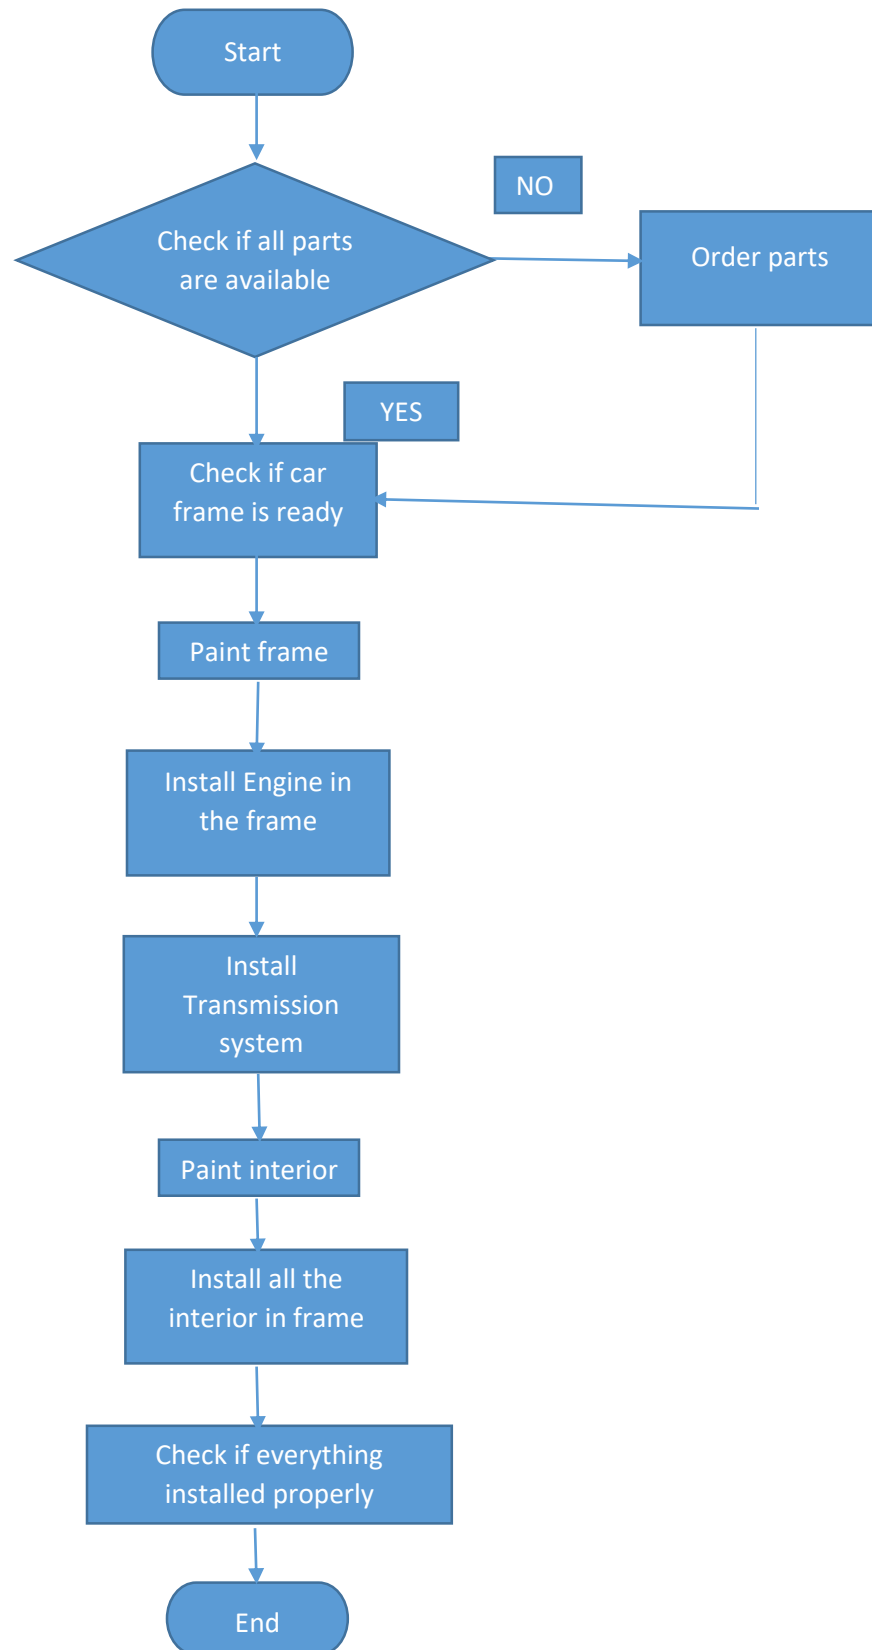 Start
NO
Check if all parts
are available
Order parts
YES
Check if car
frame is ready
Paint frame
Install Engine in
the frame
Install
Transmission
system
Paint interior
Install all the
interior in frame
Check if everything
installed properly
End